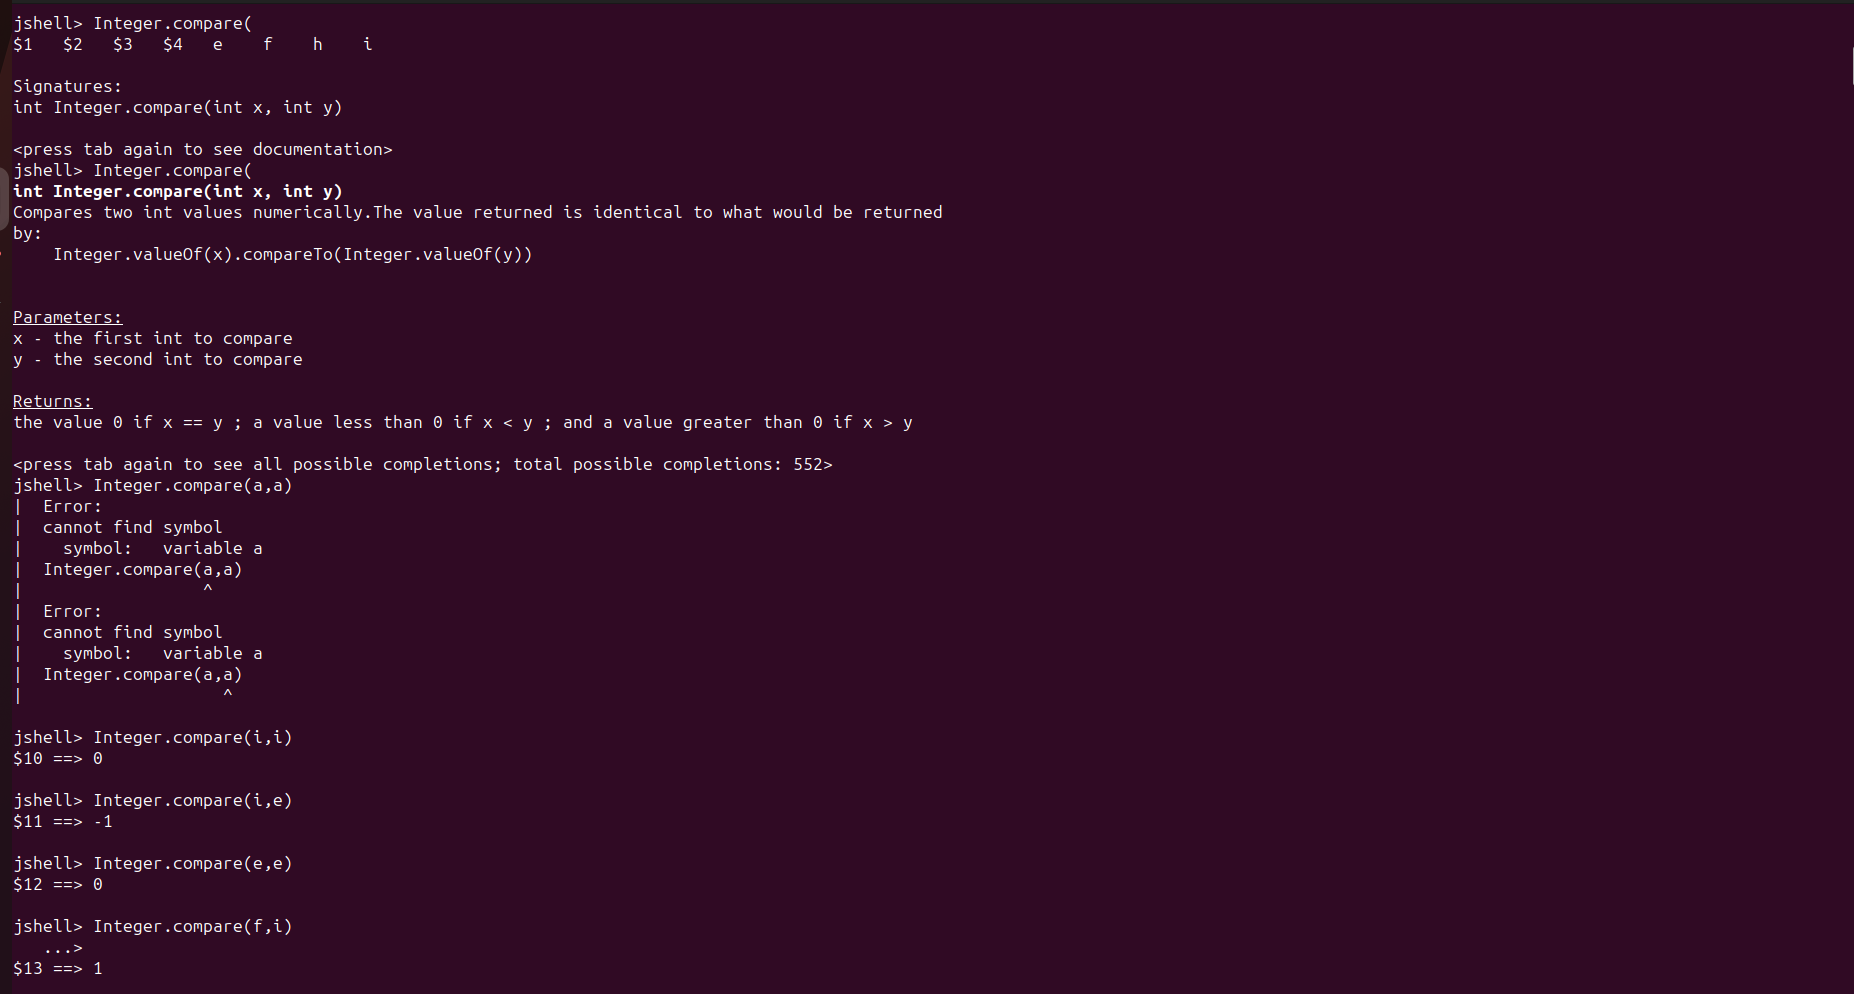 jshell> Integer.compare(
$1   $2   $3   $4   e    f    h    i

Signatures:
int Integer.compare(int x, int y)

<press tab again to see documentation>
jshell> Integer.compare(
int Integer.compare(int x, int y)
Compares two int values numerically.The value returned is identical to what would be returned
by:
    Integer.valueOf(x).compareTo(Integer.valueOf(y))

Parameters:
x - the first int to compare
y - the second int to compare

Returns:
the value 0 if x == y ; a value less than 0 if x < y ; and a value greater than 0 if x > y

<press tab again to see all possible completions; total possible completions: 552>
jshell> Integer.compare(a,a)
|  Error:
|  cannot find symbol
|    symbol:   variable a
|  Integer.compare(a,a)
|                  ^
|  Error:
|  cannot find symbol
|    symbol:   variable a
|  Integer.compare(a,a)
|                    ^

jshell> Integer.compare(i,i)
$10 ==> 0

jshell> Integer.compare(i,e)
$11 ==> -1

jshell> Integer.compare(e,e)
$12 ==> 0

jshell> Integer.compare(f,i)
   ...>
$13 ==> 1